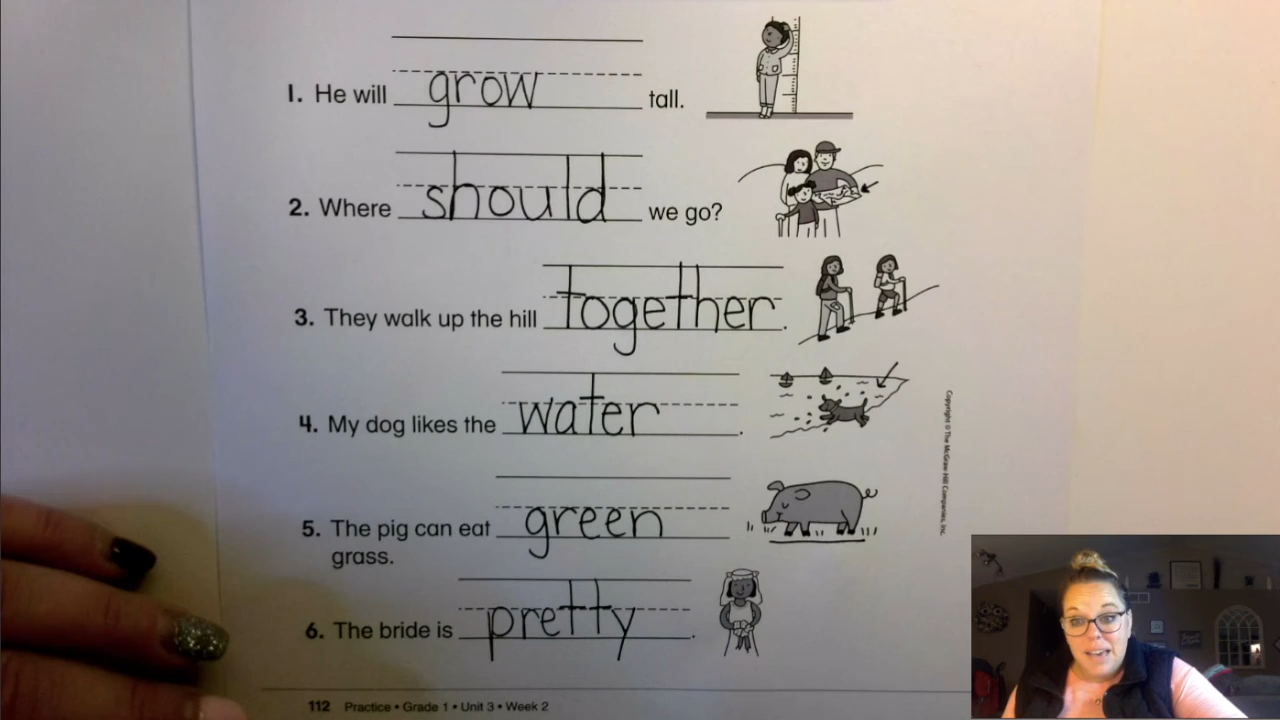 1. He will grow tall.
2. Where should we go?
3. They walk up the hill together.
4. My dog likes the water.
5. The pig can eat green
grass.
6. The bride is pretty.
Copyright © The McGraw-Hill Companies, Inc.
112 Practice • Grade 1 • Unit 3 • Week 2